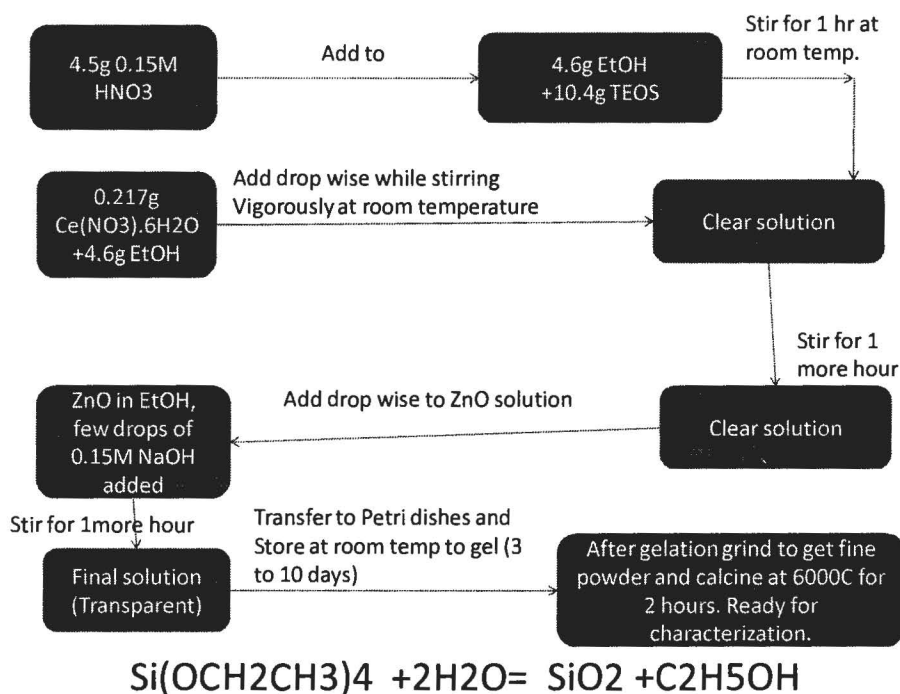 4.5g 0.15M
HNO3
Add to
4.6g EtOH
+10.4g TEOS
Stir for 1 hr at
room temp.
0.217g
Ce(NO3).6H2O
+4.6g EtOH
Add drop wise while stirring
Vigorously at room temperature
Clear solution
Stir for 1
more hour
Clear solution
Add drop wise to ZnO solution
ZnO in EtOH,
few drops of
0.15M NaOH
added
Stir for 1more hour
Final solution
(Transparent)
Transfer to Petri dishes and
Store at room temp to gel (3
to 10 days)
After gelation grind to get fine
powder and calcine at 6000C for
2 hours. Ready for
characterization.
Si(OCH2CH3)4 +2H2O= SiO2 +C2H5OH